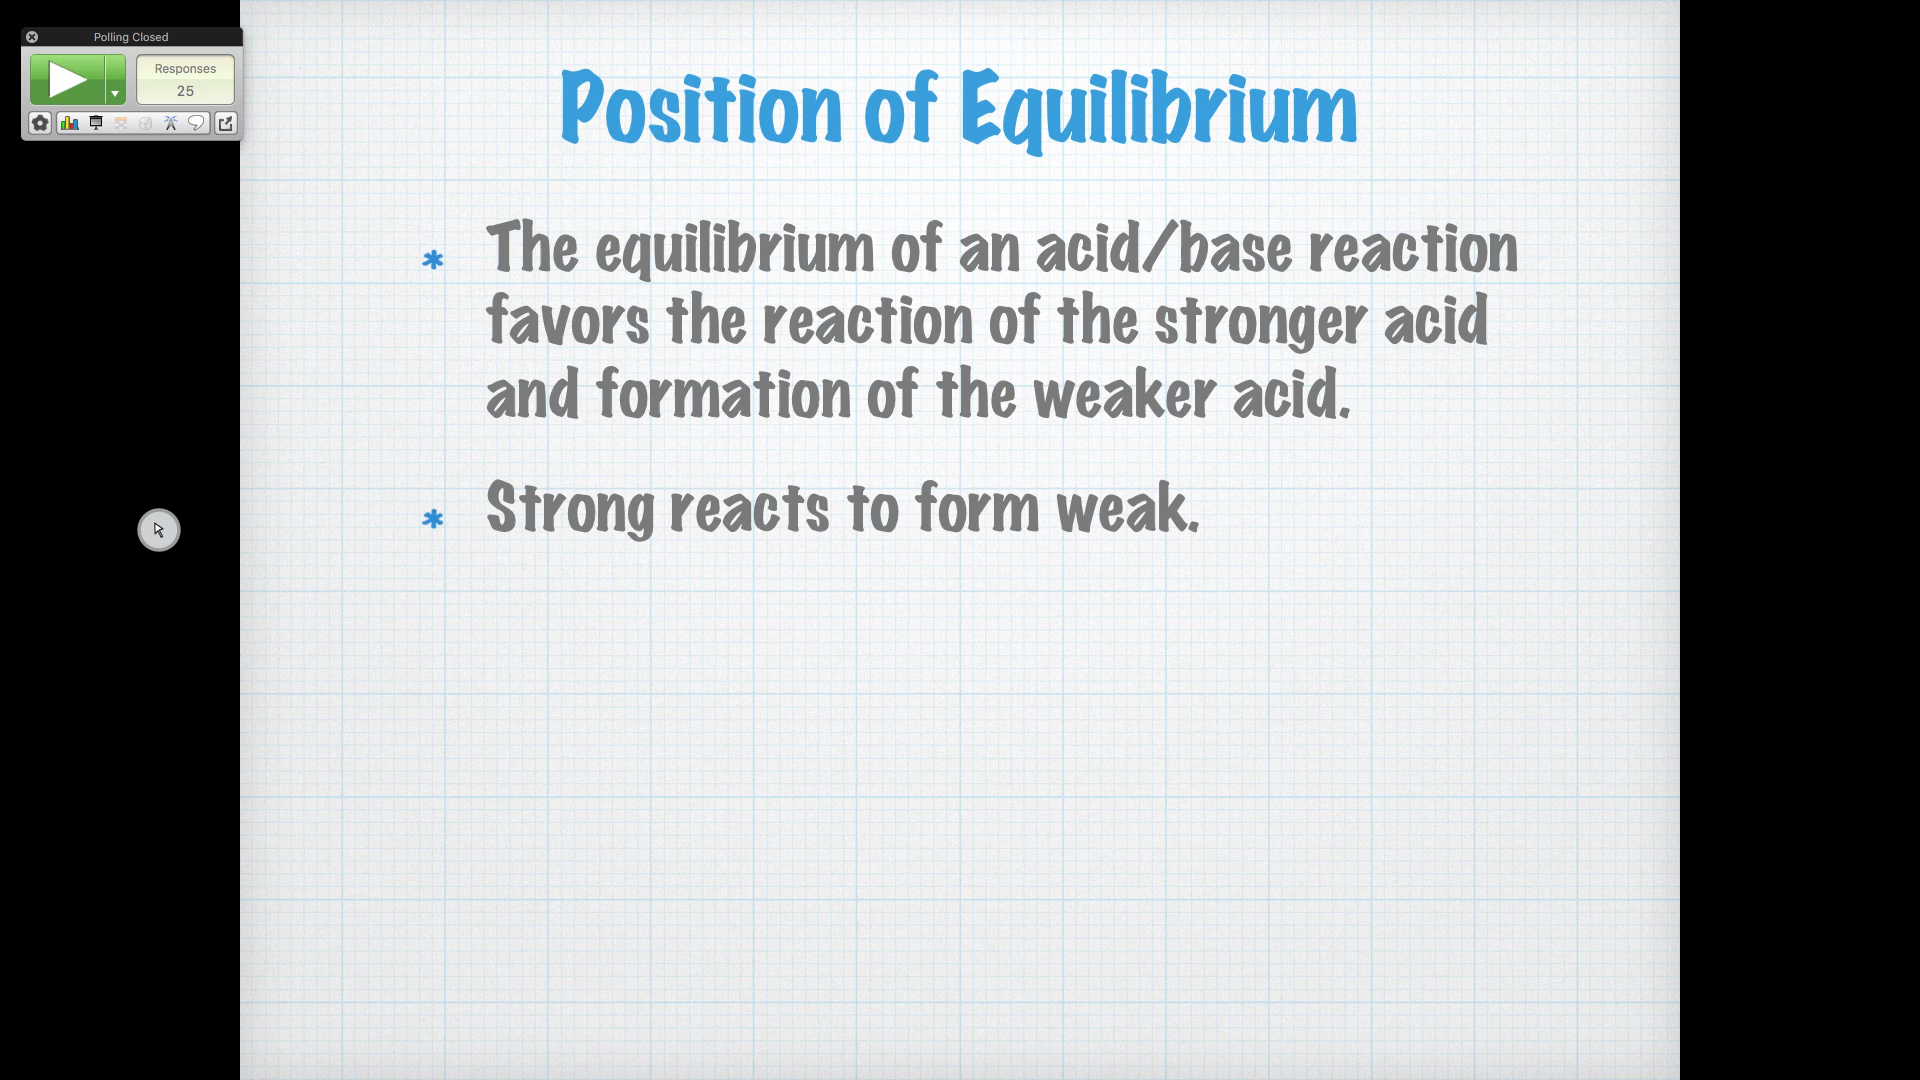 Polling Closed
Responses
25
Position of Equilibrium
* The equilibrium of an acid/base reaction
favors the reaction of the stronger acid
and formation of the weaker acid.
* Strong reacts to form weak.